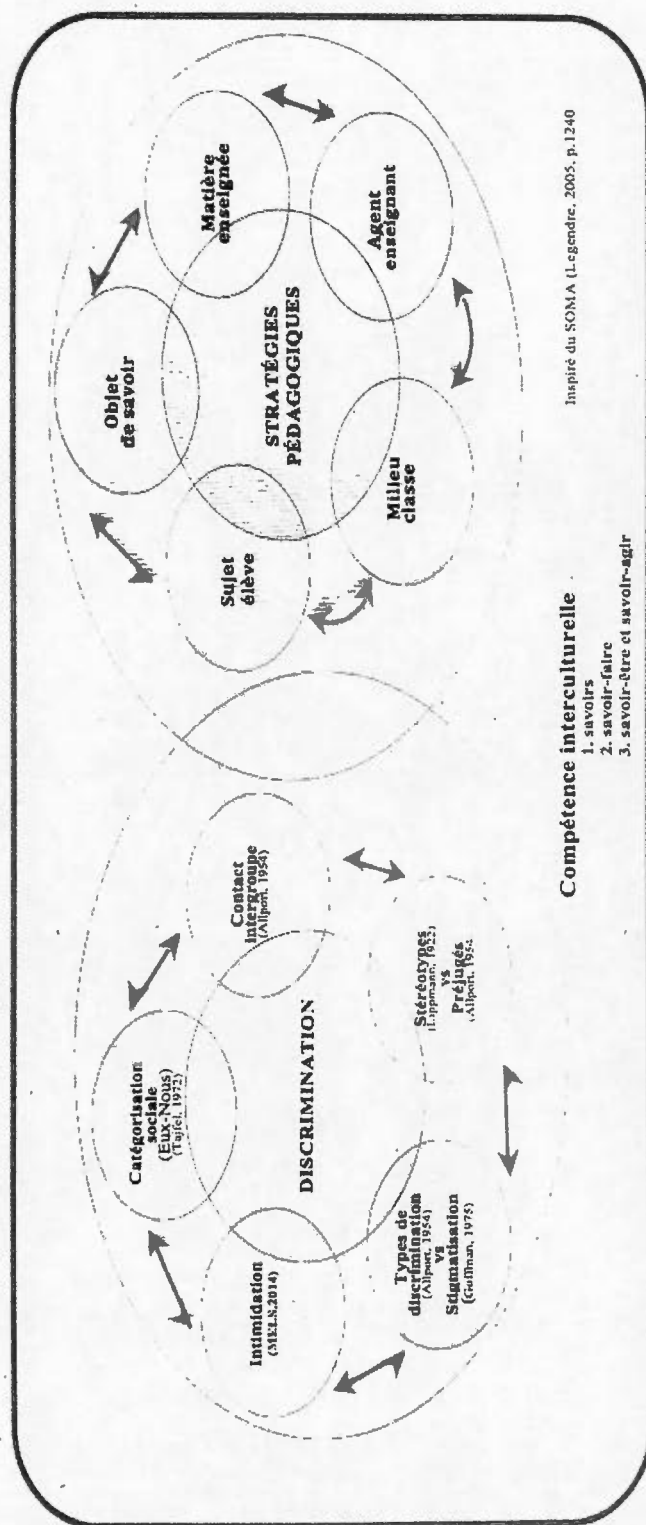 Catégorisation
sociale
(Eux-Nous)
(Tajfel, 1972)
Contact
intergroupe
(Allport, 1954)
Intimidation
(MELS,2014)
DISCRIMINATION
Types de
discrimination
(Allport, 1954)
vs
Stigmatisation
(Goffman, 1975)
Stéréotypes
(Lippmann, 1922)
vs
Préjugés
(Allport, 1954
Objet
de savoir
Matière
enseignée
Sujet
élève
STRATÉGIES
PÉDAGOGIQUES
Milieu
classe
Agent
enseignant
Compétence interculturelle
1. savoirs
2. savoir-faire
3. savoir-être et savoir-agir
Inspiré du SOMA (Legendre, 2005, p.1240